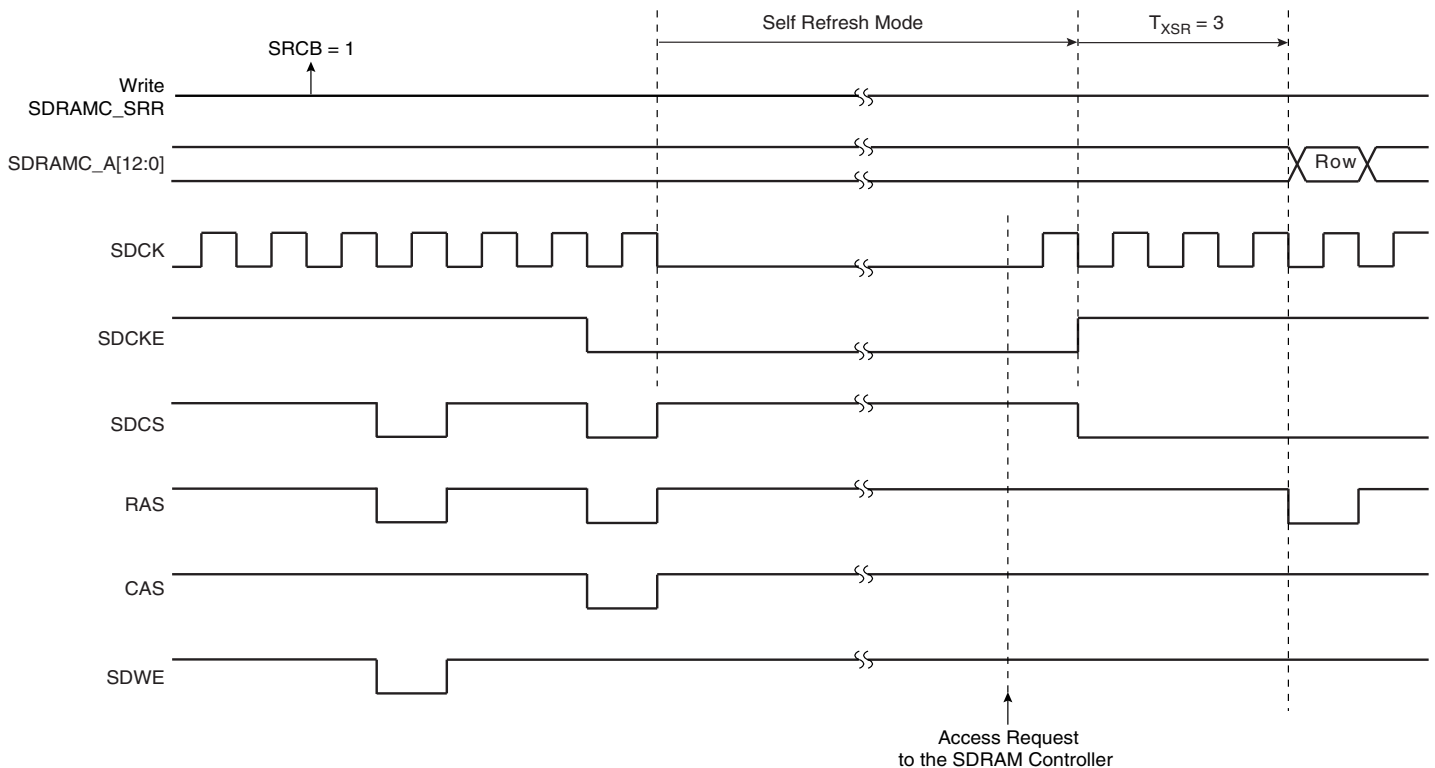 Self Refresh Mode
TXSR = 3
SRCB = 1
Write
SDRAMC_SRR
SDRAMC_A[12:0]
Row
SDCK
SDCKE
SDCS
RAS
CAS
SDWE
Access Request
to the SDRAM Controller